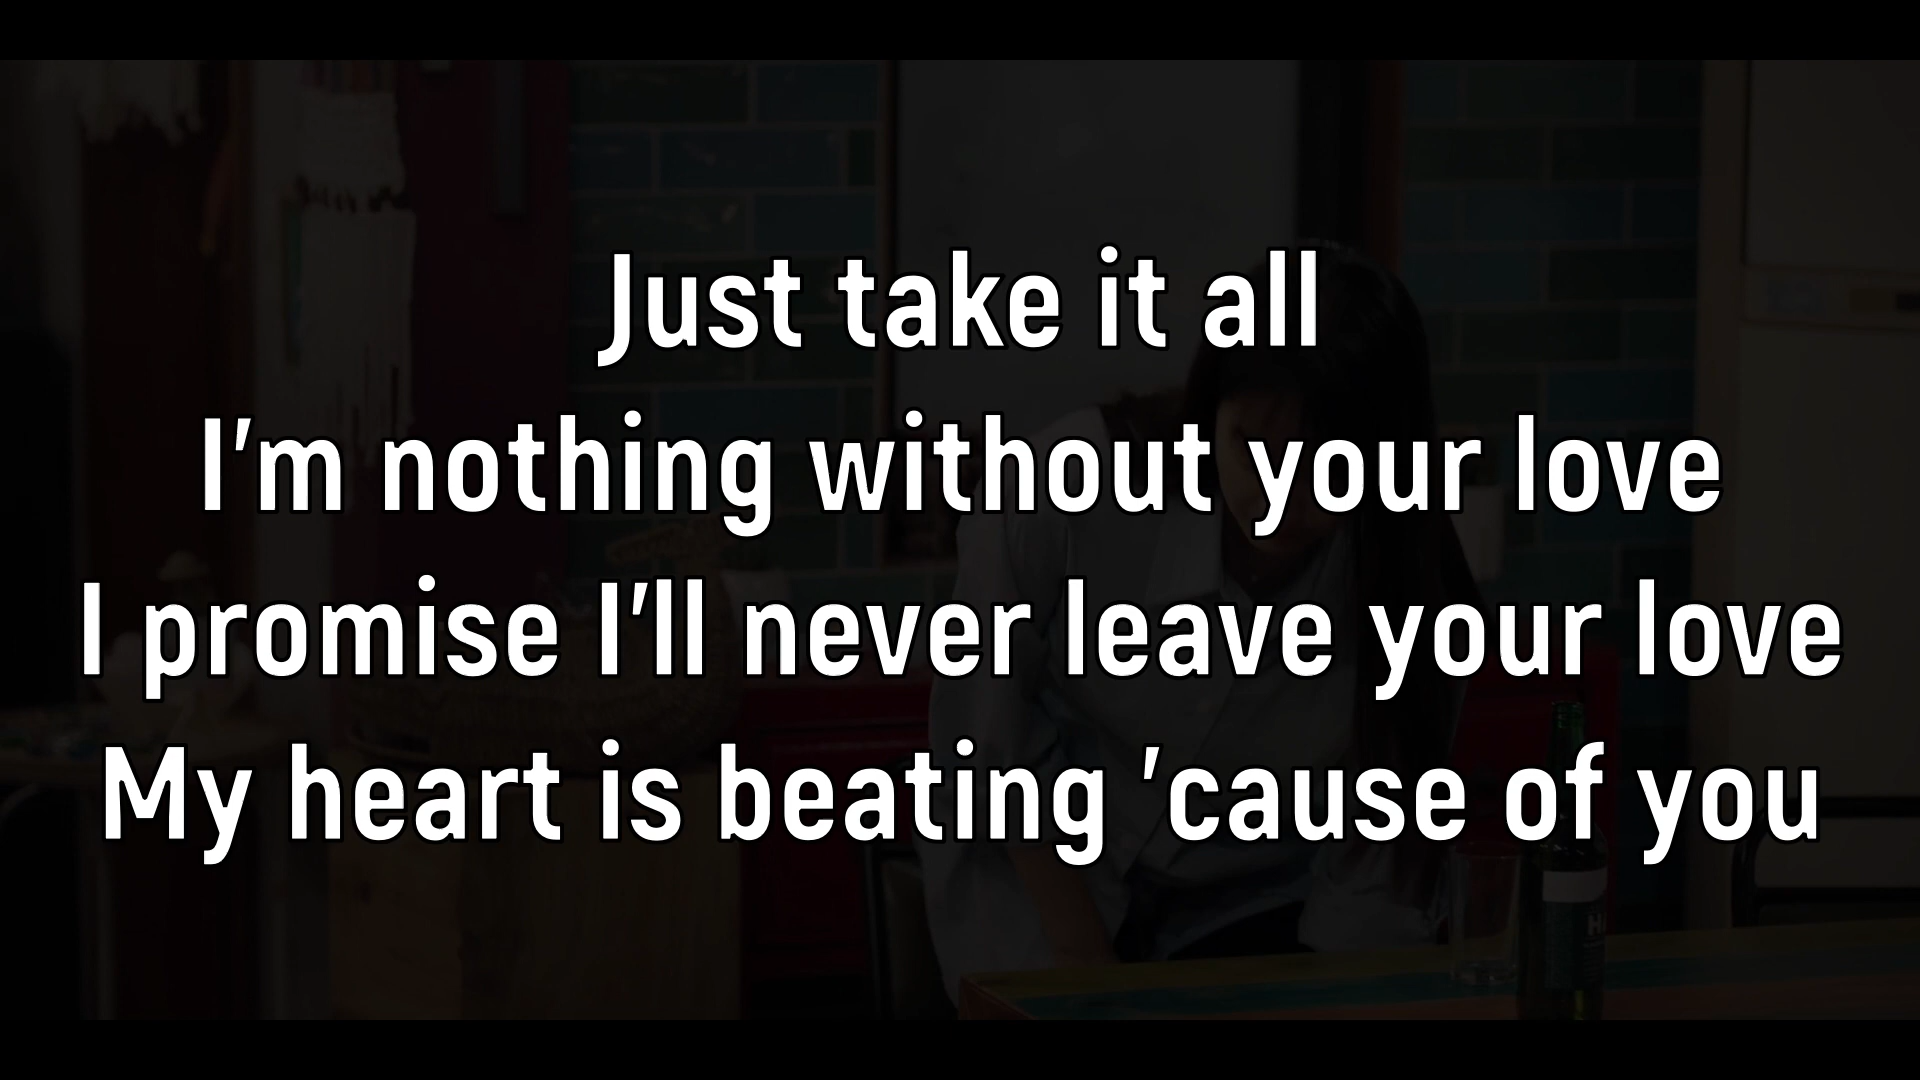 Just take it all
I'm nothing without your love
I promise I'll never leave your love
My heart is beating 'cause of you